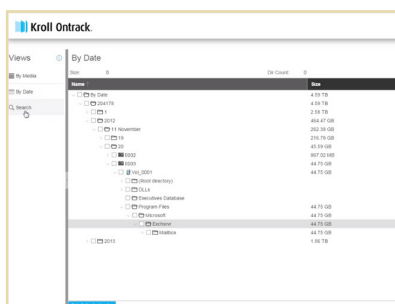 Kroll Ontrack.
Views
By Date
Size: 0 Dir Count: 0
By Media
Name Size
By Date 4.59 TB
By Date
204178 4.59 TB
1 2.58 TB
Search
2012 464.47 GB
11 November 262.38 GB
19 216.78 GB
20 45.59 GB
0002 867.02 MB
0003 44.75 GB
Vol_0001 44.75 GB
(Root directory)
DLLs
Executives Database
Program Files 44.75 GB
Microsoft 44.75 GB
Exchsrvr 44.75 GB
Mailbox 44.75 GB
2013 1.56 TB